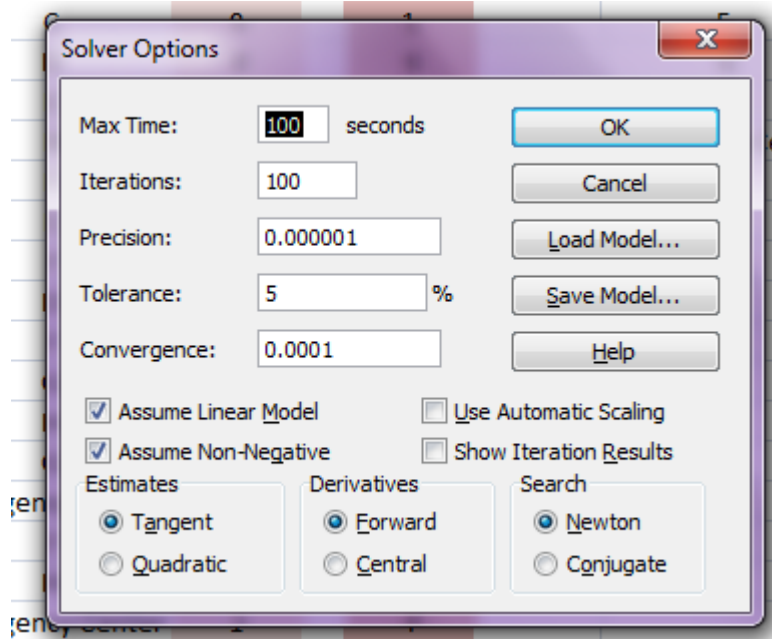 Solver Options
Max Time: 100 seconds
OK
Iterations: 100
Cancel
Precision: 0.000001
Load Model...
Tolerance: 5 %
Save Model...
Convergence: 0.0001
Help
Assume Linear Model
Use Automatic Scaling
Assume Non-Negative
Show Iteration Results
Estimates
Derivatives
Search
Tangent
Forward
Newton
Quadratic
Central
Conjugate